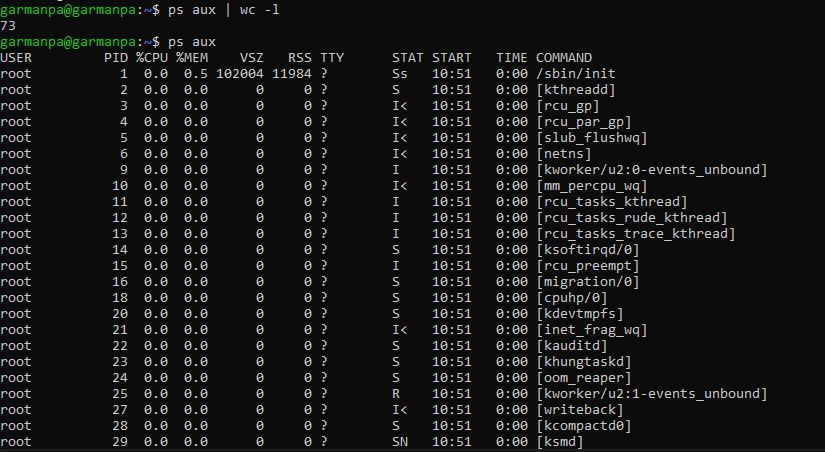 garmanpa@garmanpa:~$ ps aux | wc -l
73
garmanpa@garmanpa:~$ ps aux
USER PID %CPU %MEM VSZ RSS TTY STAT START TIME COMMAND
root 1 0.0 0.5 102004 11984 ? Ss 10:51 0:00 /sbin/init
root 2 0.0 0.0 0 0 ? S 10:51 0:00 [kthreadd]
root 3 0.0 0.0 0 0 ? I< 10:51 0:00 [rcu_gp]
root 4 0.0 0.0 0 0 ? I< 10:51 0:00 [rcu_par_gp]
root 5 0.0 0.0 0 0 ? I< 10:51 0:00 [slub_flushwq]
root 6 0.0 0.0 0 0 ? I< 10:51 0:00 [netns]
root 9 0.0 0.0 0 0 ? I 10:51 0:00 [kworker/u2:0-events_unbound]
root 10 0.0 0.0 0 0 ? I< 10:51 0:00 [mm_percpu_wq]
root 11 0.0 0.0 0 0 ? I 10:51 0:00 [rcu_tasks_kthread]
root 12 0.0 0.0 0 0 ? I 10:51 0:00 [rcu_tasks_rude_kthread]
root 13 0.0 0.0 0 0 ? I 10:51 0:00 [rcu_tasks_trace_kthread]
root 14 0.0 0.0 0 0 ? S 10:51 0:00 [ksoftirqd/0]
root 15 0.0 0.0 0 0 ? I 10:51 0:00 [rcu_preempt]
root 16 0.0 0.0 0 0 ? S 10:51 0:00 [migration/0]
root 18 0.0 0.0 0 0 ? S 10:51 0:00 [cpuhp/0]
root 20 0.0 0.0 0 0 ? S 10:51 0:00 [kdevtmpfs]
root 21 0.0 0.0 0 0 ? I< 10:51 0:00 [inet_frag_wq]
root 22 0.0 0.0 0 0 ? S 10:51 0:00 [kauditd]
root 23 0.0 0.0 0 0 ? S 10:51 0:00 [khungtaskd]
root 24 0.0 0.0 0 0 ? S 10:51 0:00 [oom_reaper]
root 25 0.0 0.0 0 0 ? R 10:51 0:00 [kworker/u2:1-events_unbound]
root 27 0.0 0.0 0 0 ? I< 10:51 0:00 [writeback]
root 28 0.0 0.0 0 0 ? S 10:51 0:00 [kcompactd0]
root 29 0.0 0.0 0 0 ? SN 10:51 0:00 [ksmd]